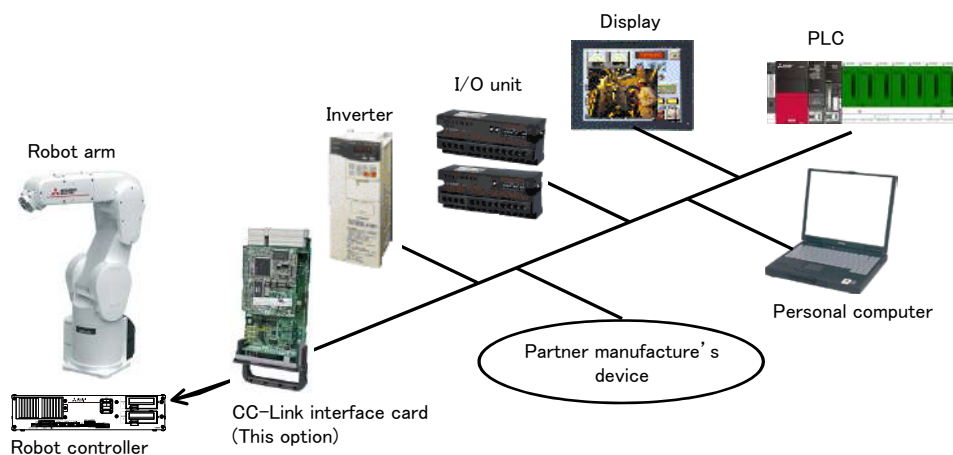 Display
PLC
I/O unit
Inverter
Robot arm
Personal computer
Partner manufacture's
device
CC-Link interface card
(This option)
Robot controller